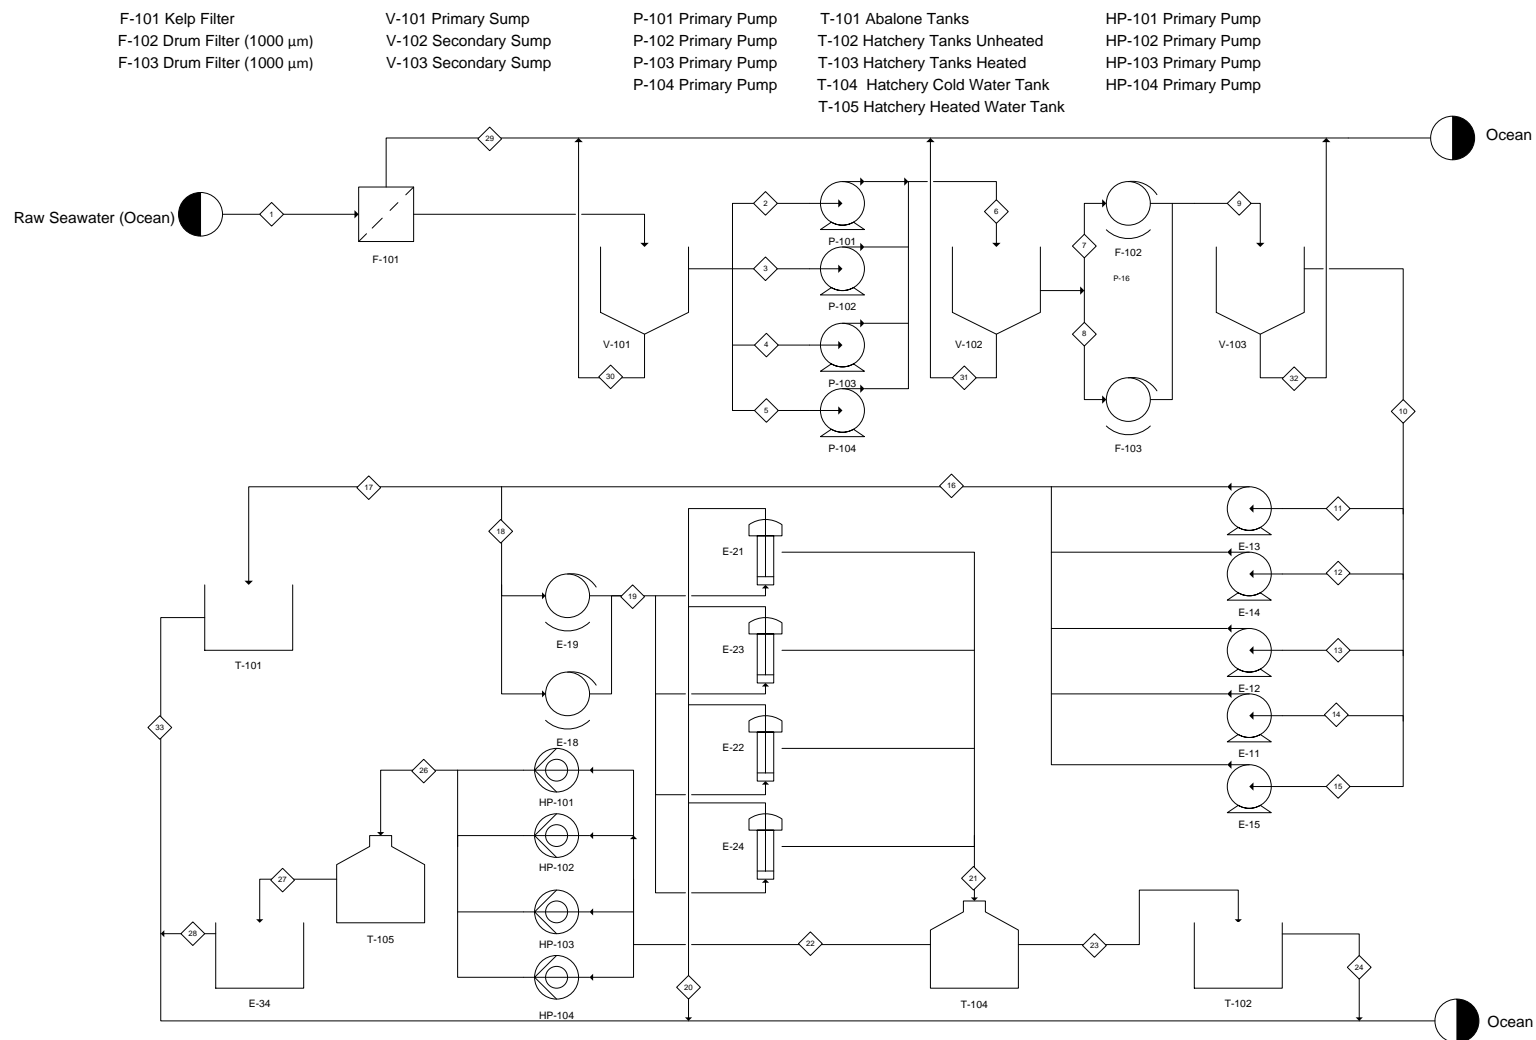 F-101 Kelp Filter
F-102 Drum Filter (1000 µm)
F-103 Drum Filter (1000 µm)
V-101 Primary Sump
V-102 Secondary Sump
V-103 Secondary Sump
P-101 Primary Pump
P-102 Primary Pump
P-103 Primary Pump
P-104 Primary Pump
T-101 Abalone Tanks
T-102 Hatchery Tanks Unheated
T-103 Hatchery Tanks Heated
T-104 Hatchery Cold Water Tank
T-105 Hatchery Heated Water Tank
HP-101 Primary Pump
HP-102 Primary Pump
HP-103 Primary Pump
HP-104 Primary Pump
29
Ocean
Raw Seawater (Ocean)
1
F-101
2
3
4
5
P-101
P-102
P-103
P-104
V-101
30
6
V-102
31
7
8
F-102
P-16
F-103
9
V-103
32
10
17
16
18
11
12
13
14
15
E-13
E-14
E-12
E-11
E-15
E-21
E-23
E-22
E-24
19
E-19
E-18
T-101
33
26
HP-101
HP-102
HP-103
HP-104
27
T-105
28
E-34
20
22
21
T-104
23
T-102
24
Ocean